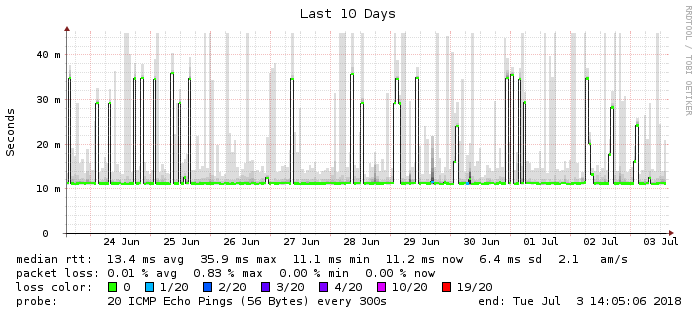 Last 10 Days
RRDTOOL / TOBI OETIKER
Seconds
40 m
30 m
20 m
10 m
0
24 Jun 25 Jun 26 Jun 27 Jun 28 Jun 29 Jun 30 Jun 01 Jul 02 Jul 03 Jul
median rtt: 13.4 ms avg 35.9 ms max 11.1 ms min 11.2 ms now 6.4 ms sd 2.1 am/s
packet loss: 0.01 % avg 0.83 % max 0.00 % min 0.00 % now
loss color: 0 1/20 2/20 3/20 4/20 10/20 19/20
probe: 20 ICMP Echo Pings (56 Bytes) every 300s end: Tue Jul 3 14:05:06 2018